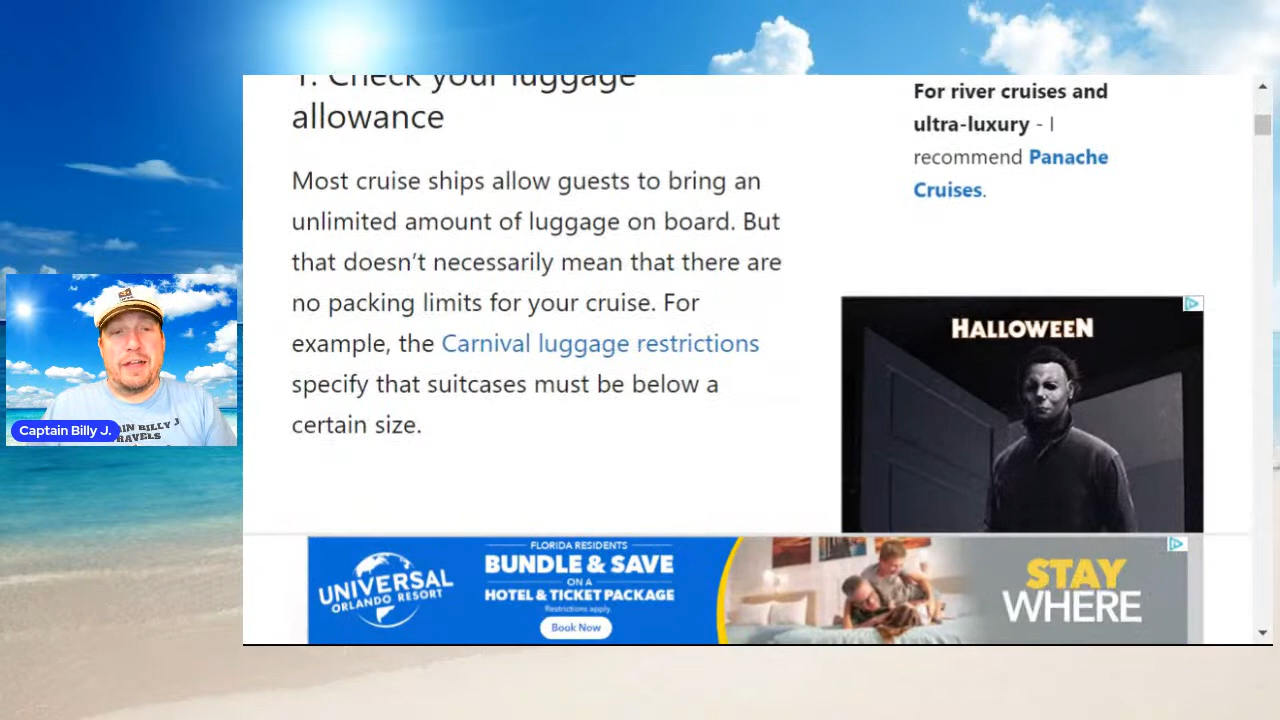 1. Check your luggage
allowance
Most cruise ships allow guests to bring an
unlimited amount of luggage on board. But
that doesn’t necessarily mean that there are
no packing limits for your cruise. For
example, the Carnival luggage restrictions
specify that suitcases must be below a
certain size.
For river cruises and
ultra-luxury - I
recommend Panache
Cruises.
HALLOWEEN
Captain Billy J.
AIN BILLY J
RAVELS
UNIVERSAL
ORLANDO RESORT
FLORIDA RESIDENTS
BUNDLE & SAVE
ON A
HOTEL & TICKET PACKAGE
Restrictions apply.
Book Now
STAY
WHERE